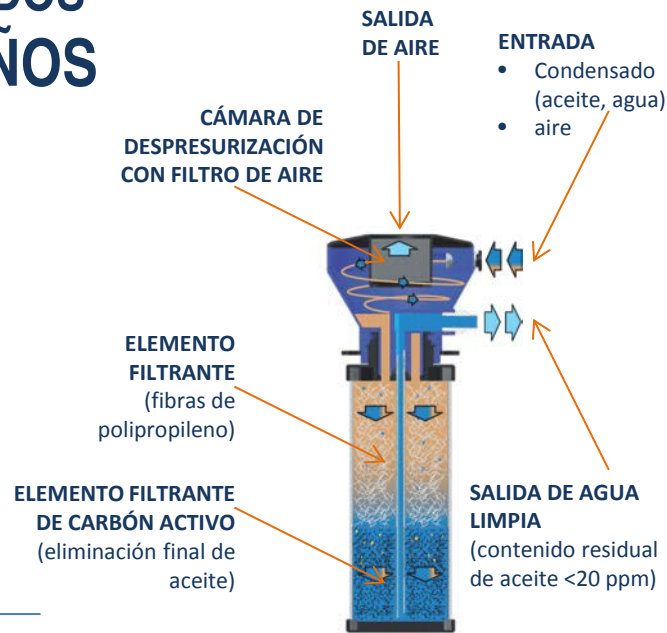 ÑOS
SALIDA
DE AIRE
ENTRADA
• Condensado
(aceite, agua)
• aire
CÁMARA DE
DESPRESURIZACIÓN
CON FILTRO DE AIRE
ELEMENTO
FILTRANTE
(fibras de
polipropileno)
ELEMENTO FILTRANTE
DE CARBÓN ACTIVO
(eliminación final de
aceite)
SALIDA DE AGUA
LIMPIA
(contenido residual
de aceite <20 ppm)